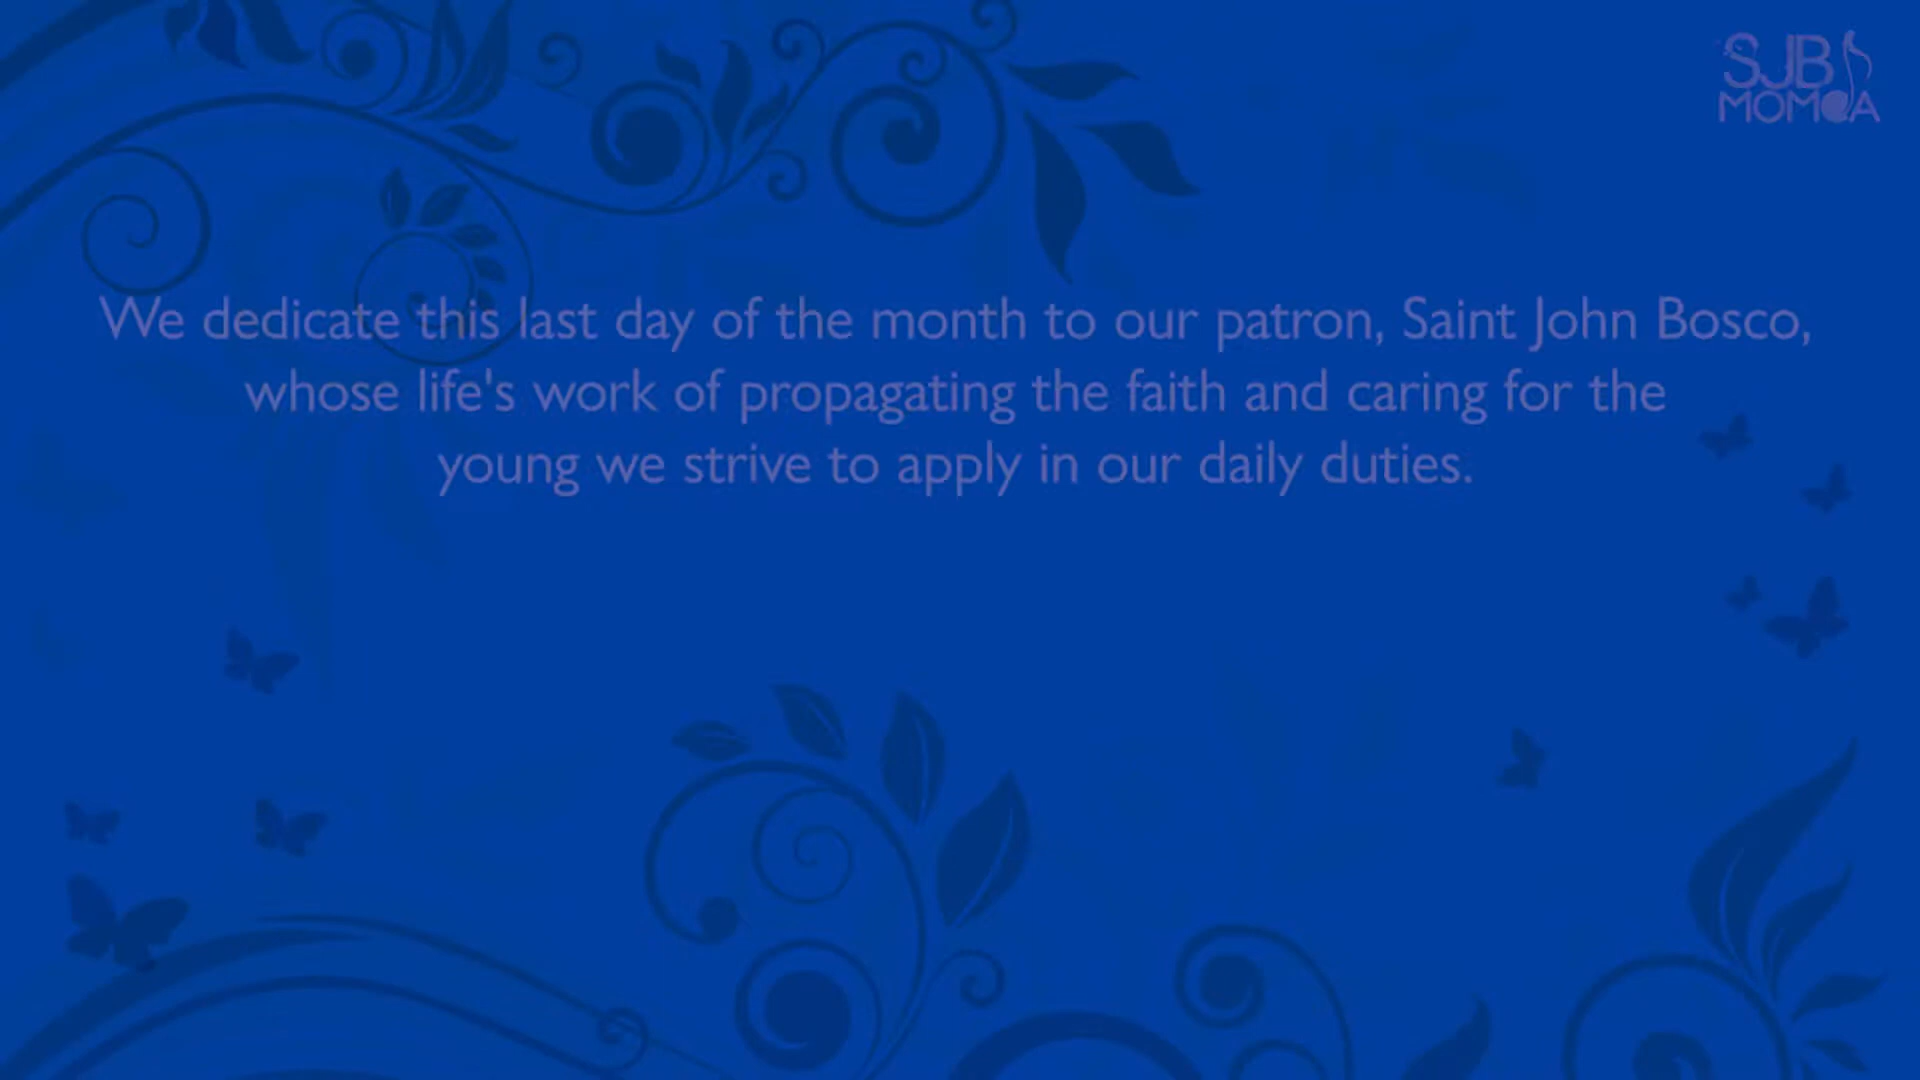 SJB
MOMOA
We dedicate this last day of the month to our patron, Saint John Bosco,
whose life's work of propagating the faith and caring for the
young we strive to apply in our daily duties.